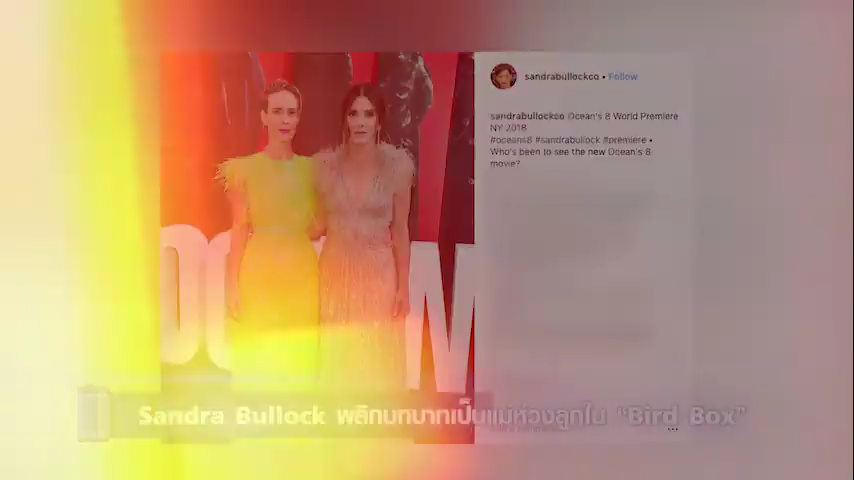 sandrabullockco • Follow
sandrabullockco Ocean's 8 World Premiere
NY 2018
#oceans8 #sandrabullock #premiere •
Who's been to see the new Ocean's 8
movie?
Sandra Bullock พลิกบทบาทเป็นแม่ห่วงลูกใน "Bird Box"